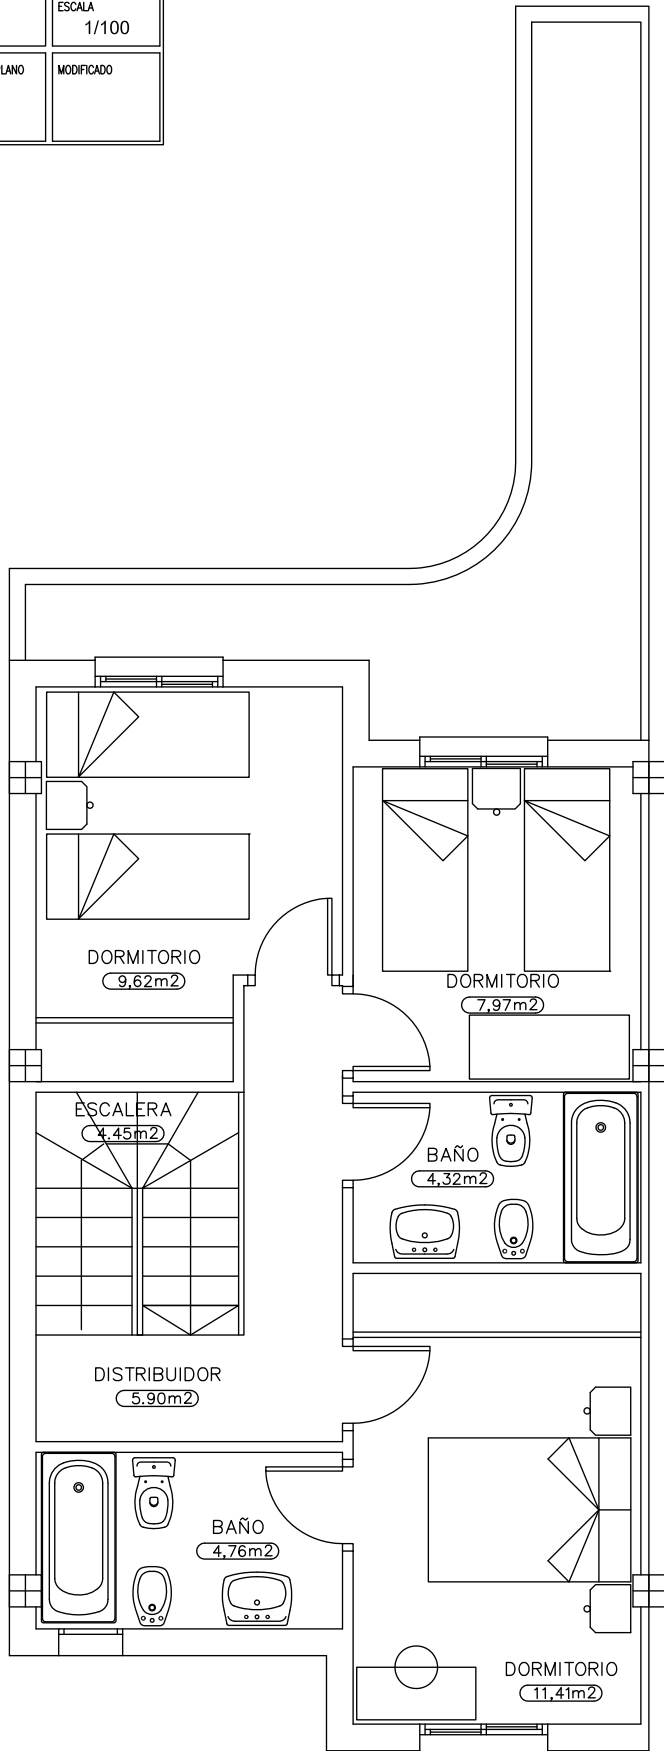 ESCALA
1/100
LANO
MODIFICADO
DORMITORIO
9,62m2
DORMITORIO
7,97m2
ESCALERA
4.45m2
BAÑO
4,32m2
DISTRIBUIDOR
5.90m2
BAÑO
4,76m2
DORMITORIO
11,41m2